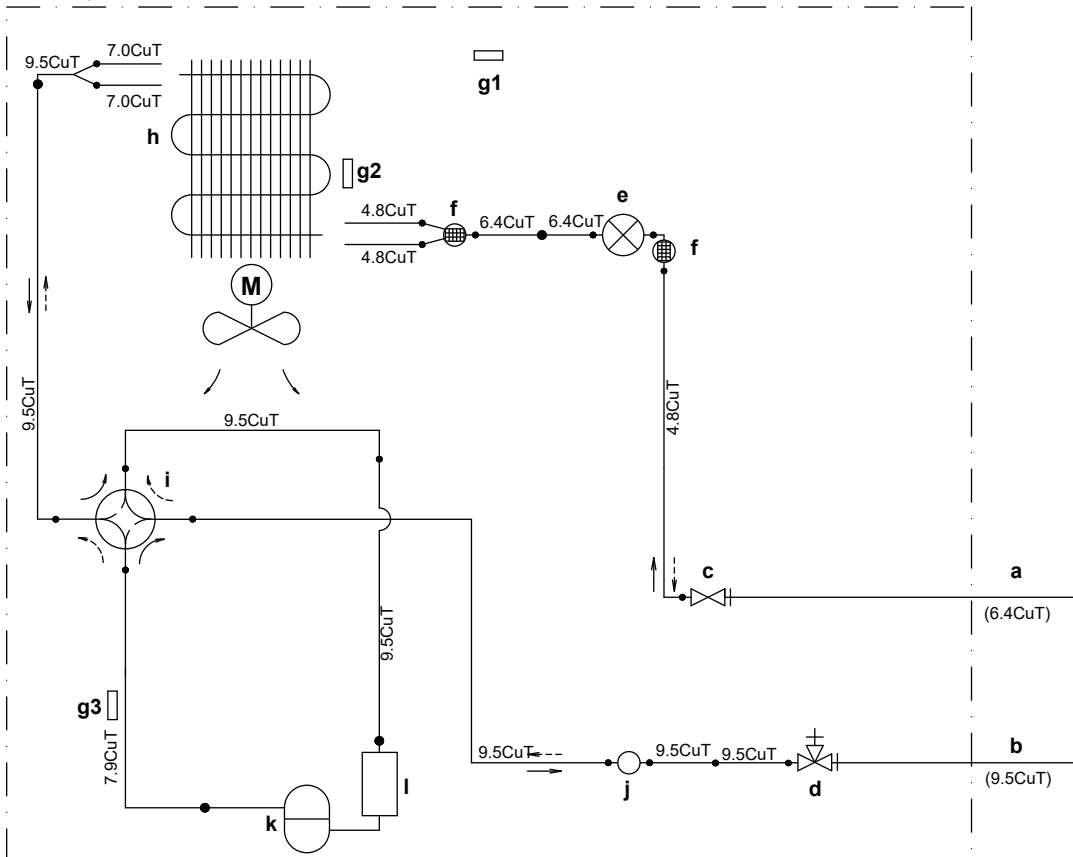 7.0CuT
9.5CuT
7.0CuT
g1
h
g2
4.8CuT
f
6.4CuT
6.4CuT
e
f
4.8CuT
M
9.5CuT
9.5CuT
4.8CuT
i
c
a
(6.4CuT)
9.5CuT
g3
7.9CuT
9.5CuT
9.5CuT
9.5CuT
b
(9.5CuT)
j
d
l
k